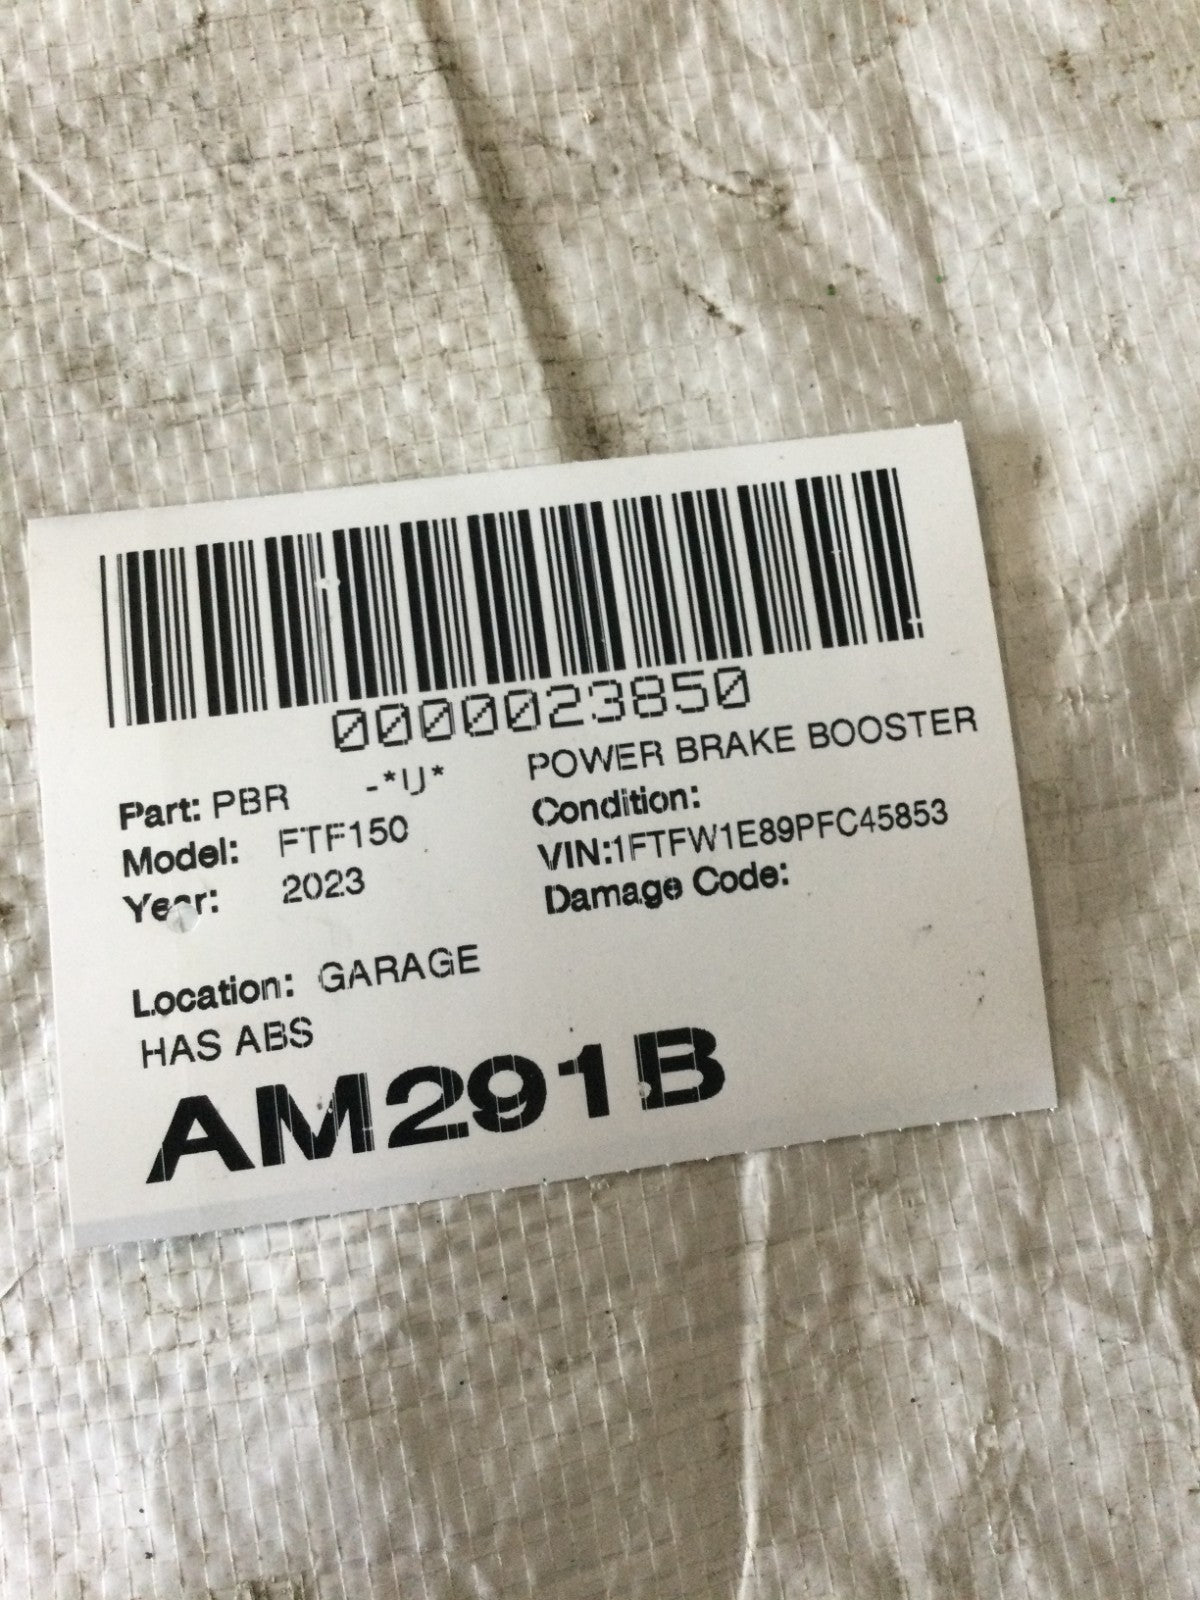 0000023850
Part: PBR -*U* POWER BRAKE BOOSTER
Model: FTF150 Condition:
Year: 2023 VIN:1FTFW1E89PFC45853
Damage Code:
Location: GARAGE
HAS ABS
AM291B